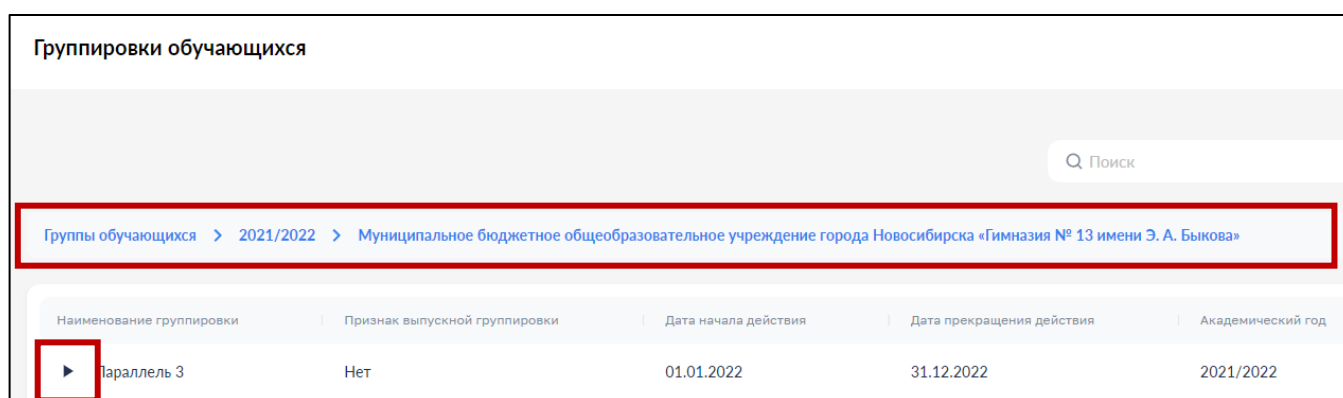 Группировки обучающихся
Поиск
Группы обучающихся > 2021/2022 > Муниципальное бюджетное общеобразовательное учреждение города Новосибирска «Гимназия № 13 имени Э. А. Быкова»
Наименование группировки Признак выпускной группировки Дата начала действия Дата прекращения действия Академический год
Параллель 3 Нет 01.01.2022 31.12.2022 2021/2022